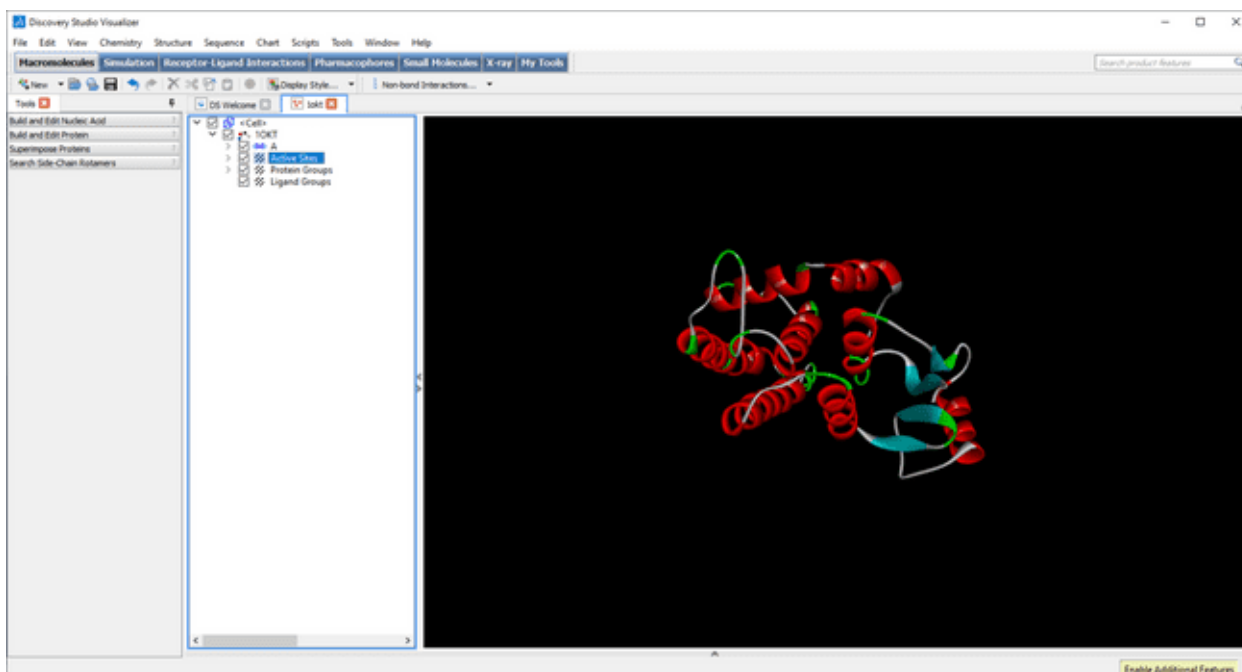 Discovery Studio Visualizer
File Edit View Chemistry Structure Sequence Chart Scripts Tools Window Help
Macromolecules Simulation Receptor-Ligand Interactions Pharmacophores Small Molecules X-ray My Tools Search product features
New Display Style... Non-bond Interactions...
Tools DS Welcome 1okt
Build and Edit Nucleic Acid
Build and Edit Protein
Superimpose Proteins
Search Side-Chain Rotamers
<Cell>
1OKT
A
Active Sites
Protein Groups
Ligand Groups
Enable Additional Features